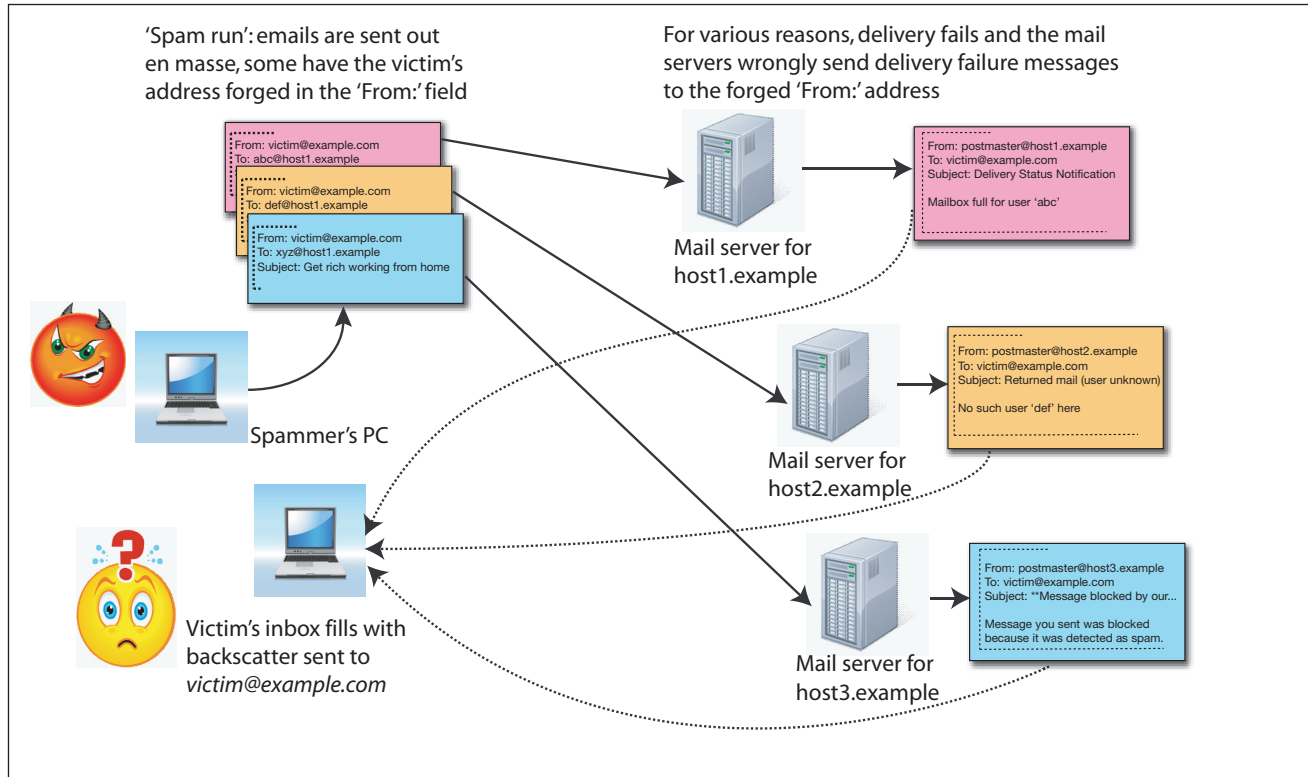 ‘Spam run’: emails are sent out
en masse, some have the victim’s
address forged in the ‘From:’ field
For various reasons, delivery fails and the mail
servers wrongly send delivery failure messages
to the forged ‘From:’ address
From: victim@example.com
To: abc@host1.example
From: victim@example.com
To: def@host1.example
From: victim@example.com
To: xyz@host1.example
Subject: Get rich working from home
Spammer’s PC
Mail server for
host1.example
From: postmaster@host1.example
To: victim@example.com
Subject: Delivery Status Notification
Mailbox full for user ‘abc’
Mail server for
host2.example
From: postmaster@host2.example
To: victim@example.com
Subject: Returned mail (user unknown)
No such user ‘def’ here
Mail server for
host3.example
From: postmaster@host3.example
To: victim@example.com
Subject: **Message blocked by our...
Message you sent was blocked
because it was detected as spam.
?
Victim’s inbox fills with
backscatter sent to
victim@example.com